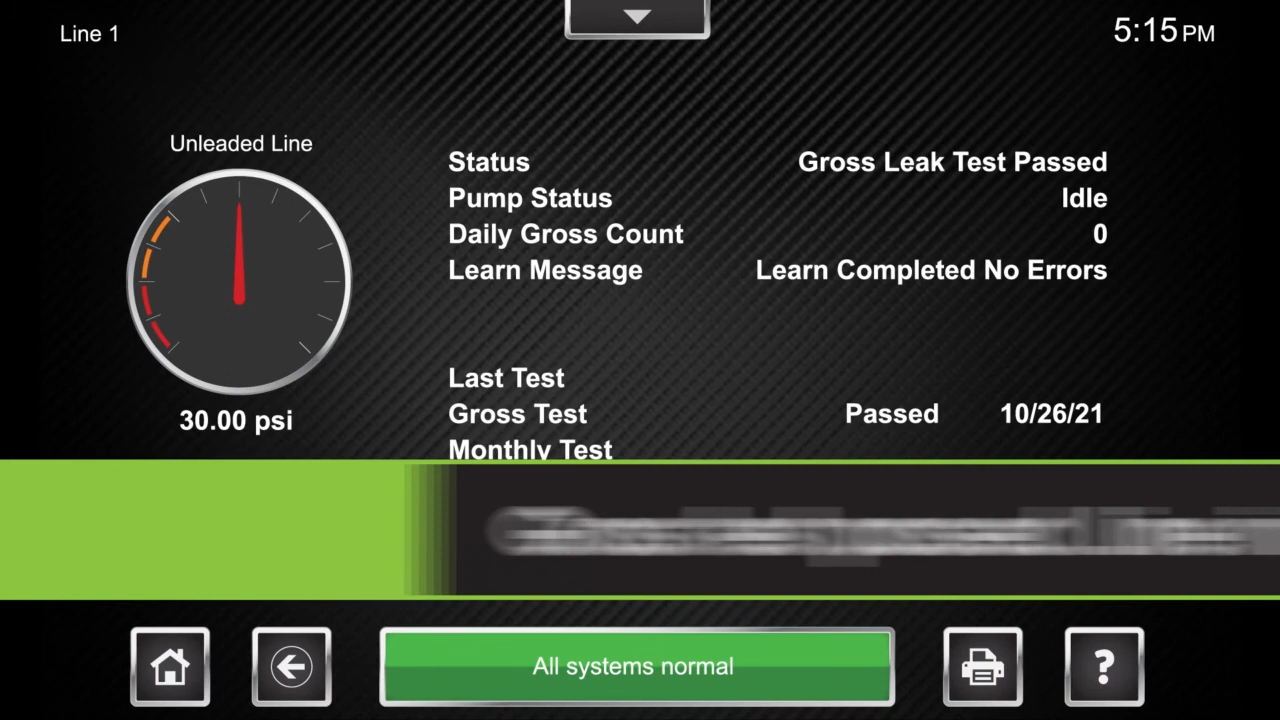 Line 1
5:15 PM
Unleaded Line
30.00 psi
Status Gross Leak Test Passed
Pump Status Idle
Daily Gross Count 0
Learn Message Learn Completed No Errors
Last Test
Gross Test Passed 10/26/21
Monthly Test
All systems normal
?